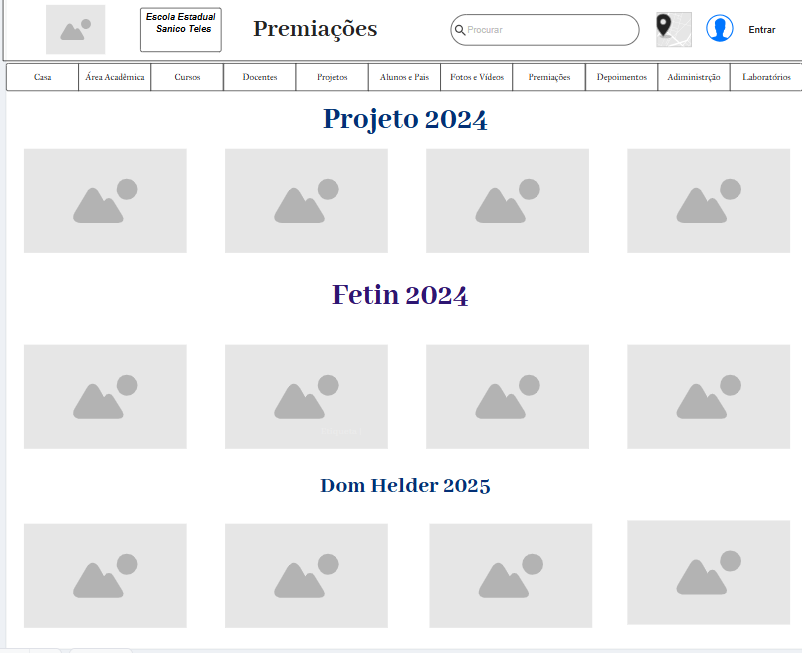 Escola Estadual
Sanico Teles
Premiações
Procurar
Entrar
Casa
Área Acadêmica
Cursos
Docentes
Projetos
Alunos e Pais
Fotos e Vídeos
Premiações
Depoimentos
Adiministrção
Laboratórios
Projeto 2024
Fetin 2024
Dom Helder 2025